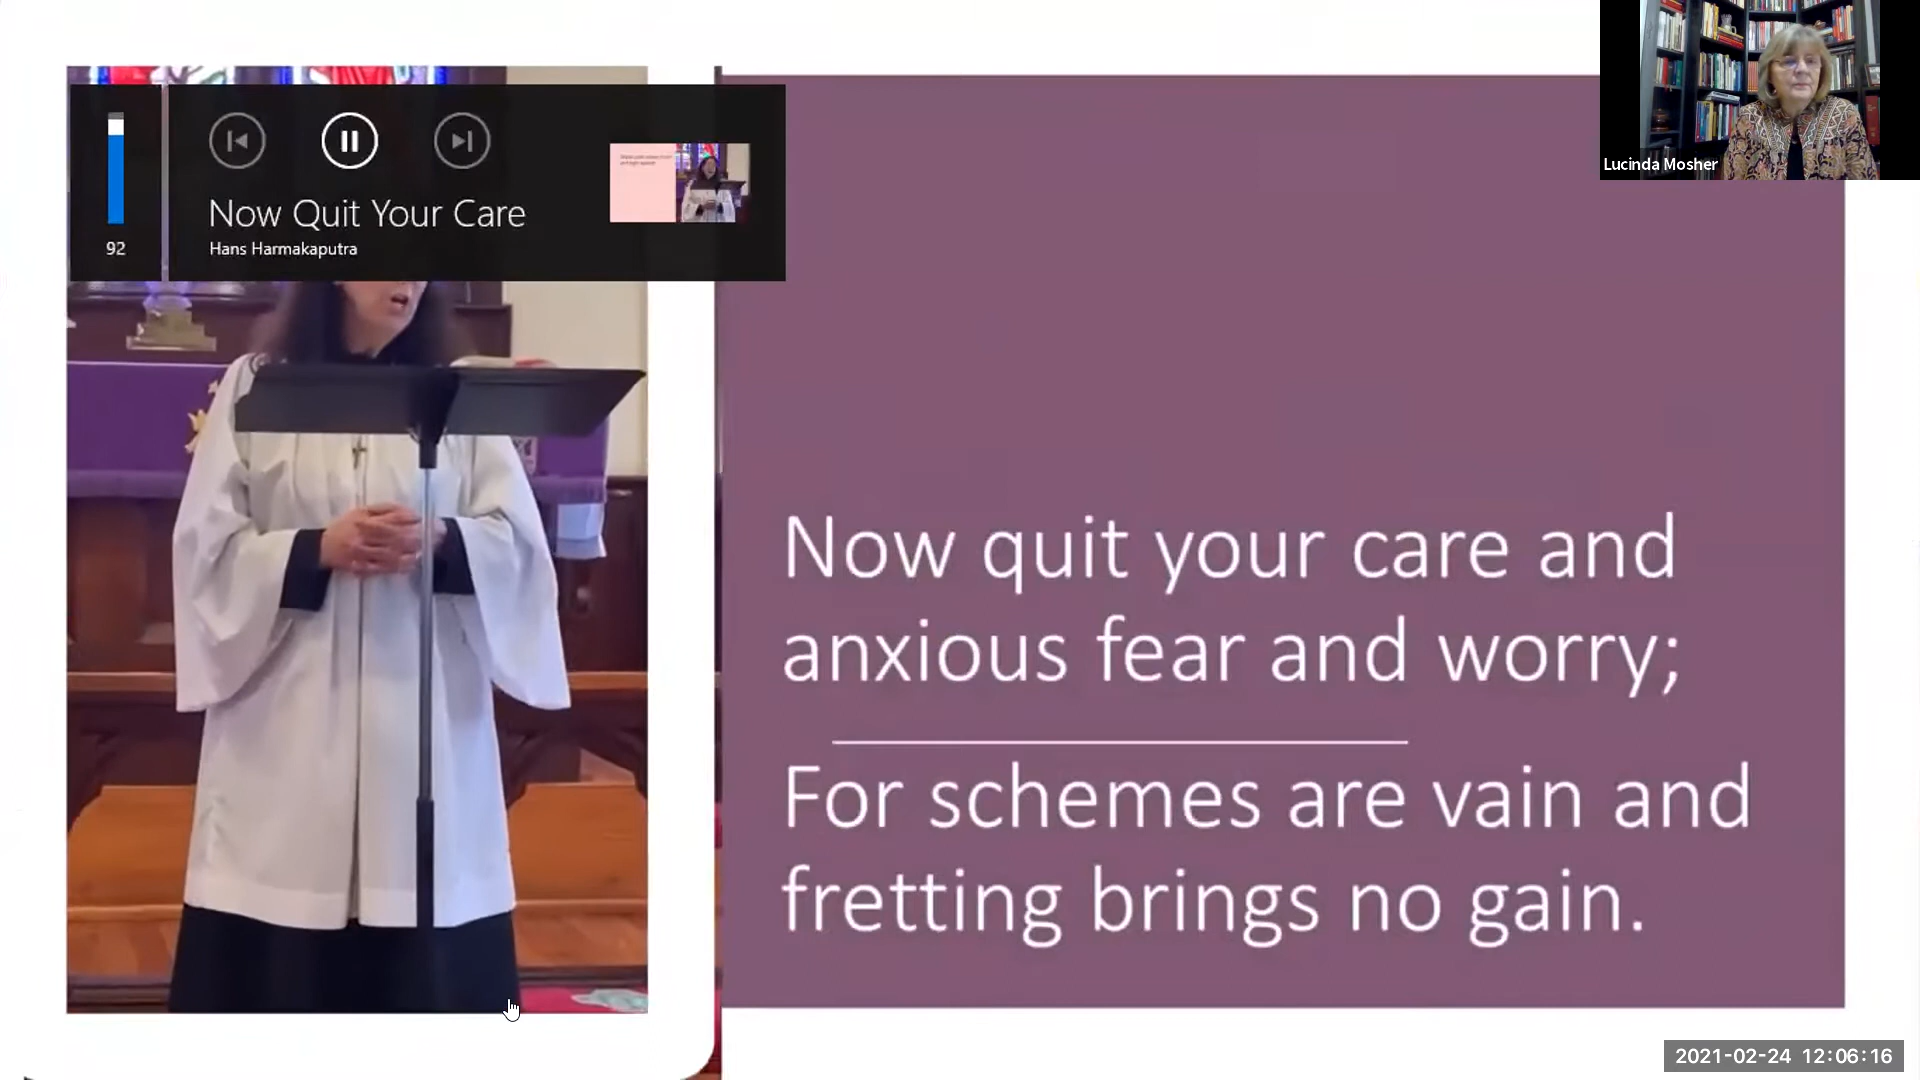 92
Now Quit Your Care
Hans Harmakaputra
Lucinda Mosher
Now quit your care and
anxious fear and worry;
For schemes are vain and
fretting brings no gain.
2021-02-24 12:06:16